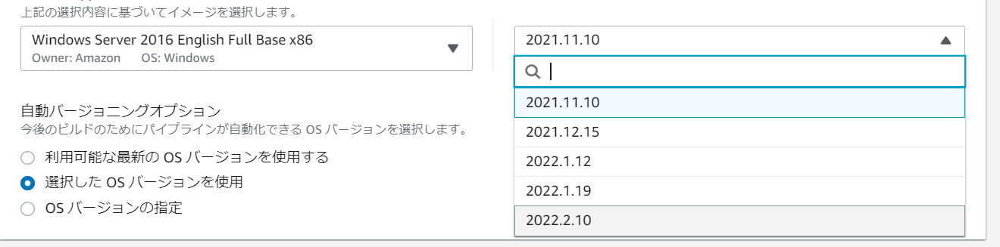 上記の選択内容に基づいてイメージを選択します。
Windows Server 2016 English Full Base x86
Owner: Amazon OS: Windows
2021.11.10
2021.11.10
2021.12.15
2022.1.12
2022.1.19
2022.2.10
自動バージョニングオプション
今後のビルドのためにパイプラインが自動化できる OS バージョンを選択します。
利用可能な最新の OS バージョンを使用する
選択した OS バージョンを使用
OS バージョンの指定